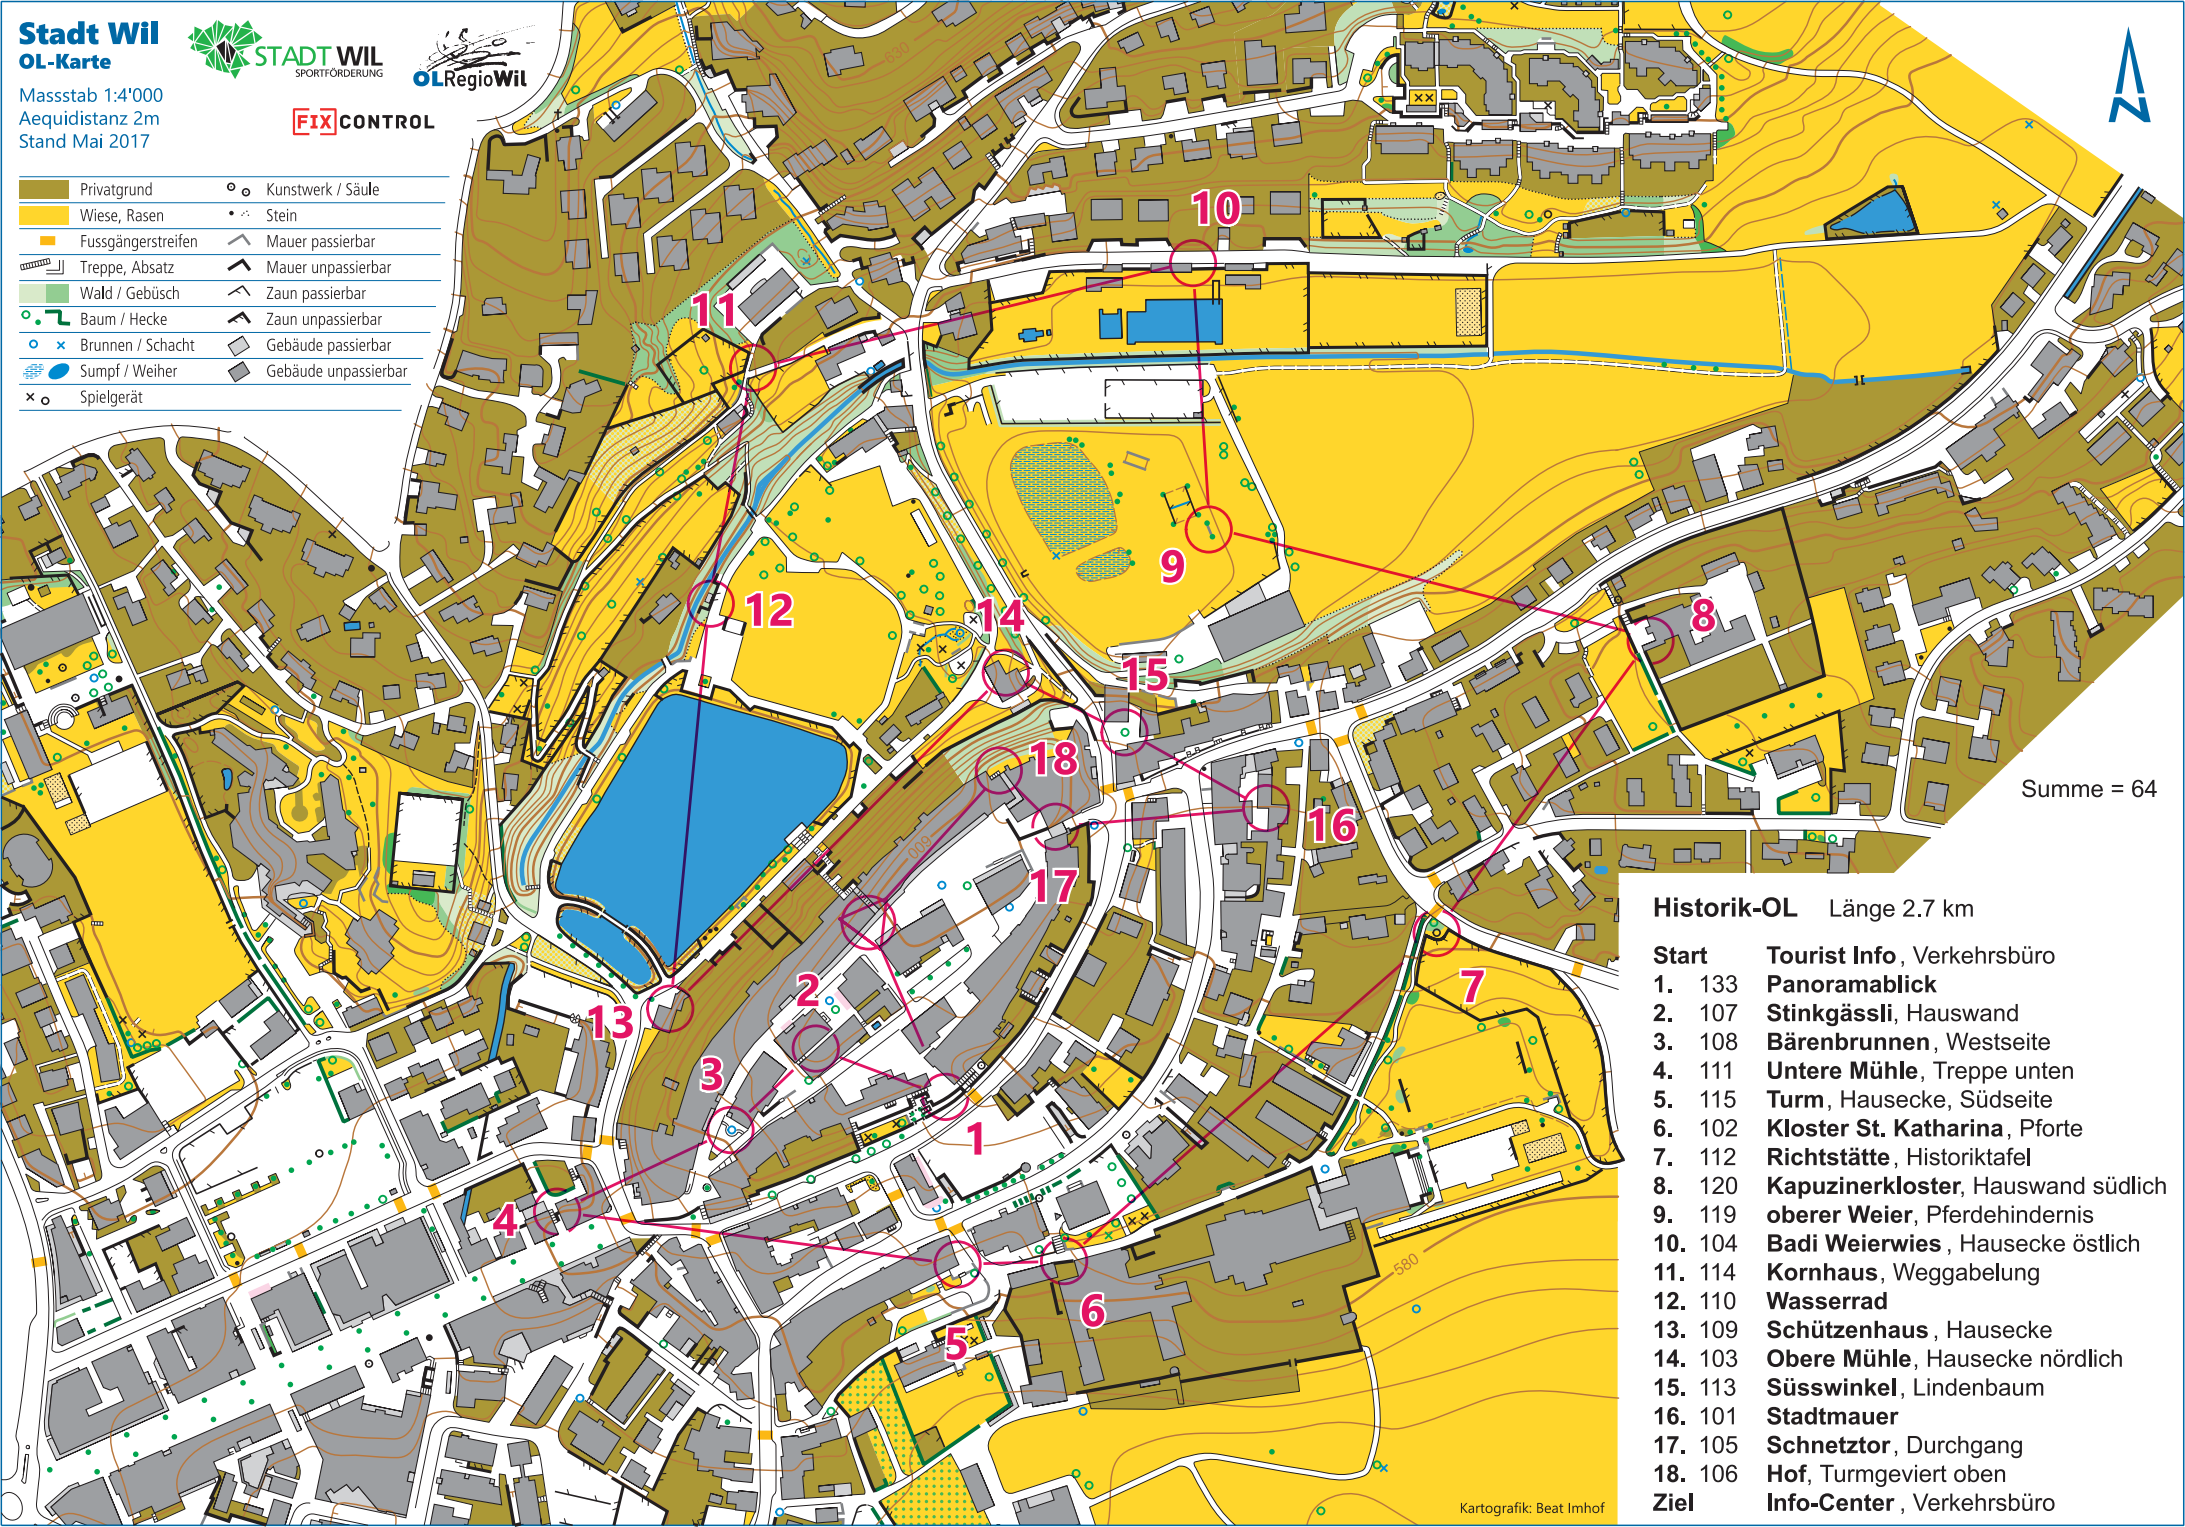 Stadt Wil
OL-Karte
Massstab 1:4'000
Aequidistanz 2m
Stand Mai 2017
STADT WIL
SPORTFÖRDERUNG
OLRegioWil
FIXCONTROL
N
Privatgrund
Wiese, Rasen
Fussgängerstreifen
Treppe, Absatz
Wald / Gebüsch
Baum / Hecke
Brunnen / Schacht
Sumpf / Weiher
Spielgerät
Kunstwerk / Säule
Stein
Mauer passierbar
Mauer unpassierbar
Zaun passierbar
Zaun unpassierbar
Gebäude passierbar
Gebäude unpassierbar
630
10
11
9
12
14
8
15
18
16
600
17
2
13
7
3
1
4
580
6
5
Summe = 64
Historik-OL Länge 2.7 km
Start Tourist Info, Verkehrsbüro
1. 133 Panoramablick
2. 107 Stinkgässli, Hauswand
3. 108 Bärenbrunnen, Westseite
4. 111 Untere Mühle, Treppe unten
5. 115 Turm, Hausecke, Südseite
6. 102 Kloster St. Katharina, Pforte
7. 112 Richtstätte, Historiktafel
8. 120 Kapuzinerkloster, Hauswand südlich
9. 119 oberer Weier, Pferdehindernis
10. 104 Badi Weierwies, Hausecke östlich
11. 114 Kornhaus, Weggabelung
12. 110 Wasserrad
13. 109 Schützenhaus, Hausecke
14. 103 Obere Mühle, Hausecke nördlich
15. 113 Süsswinkel, Lindenbaum
16. 101 Stadtmauer
17. 105 Schnetztor, Durchgang
18. 106 Hof, Turmgeviert oben
Ziel Info-Center, Verkehrsbüro
Kartografik: Beat Imhof